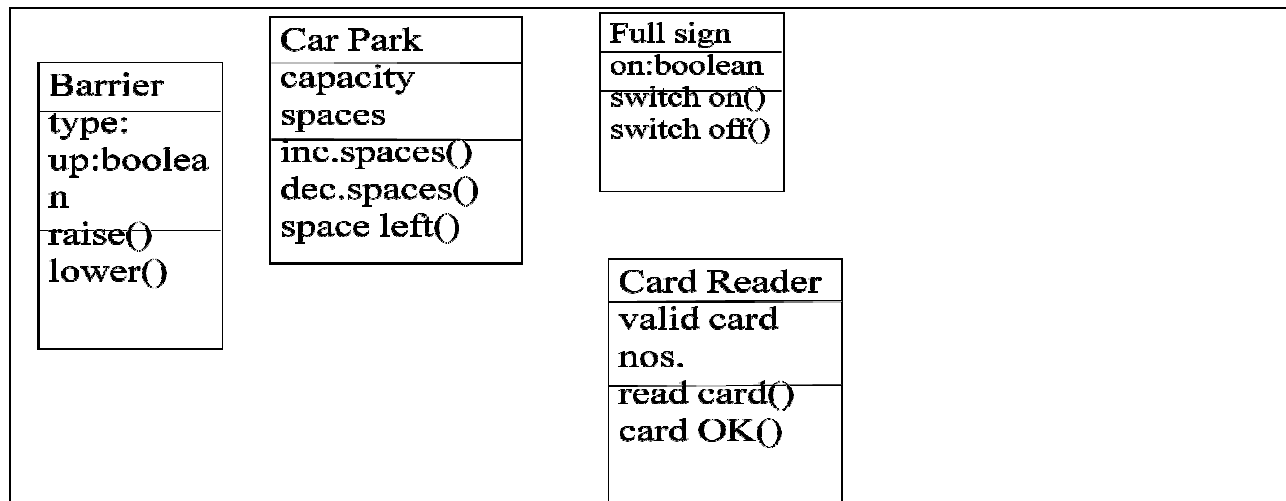 Barrier
type:
up:boolea
n
raise()
lower()
Car Park
capacity
spaces
inc.spaces()
dec.spaces()
space left()
Full sign
on:boolean
switch on()
switch off()
Card Reader
valid card
nos.
read card()
card OK()